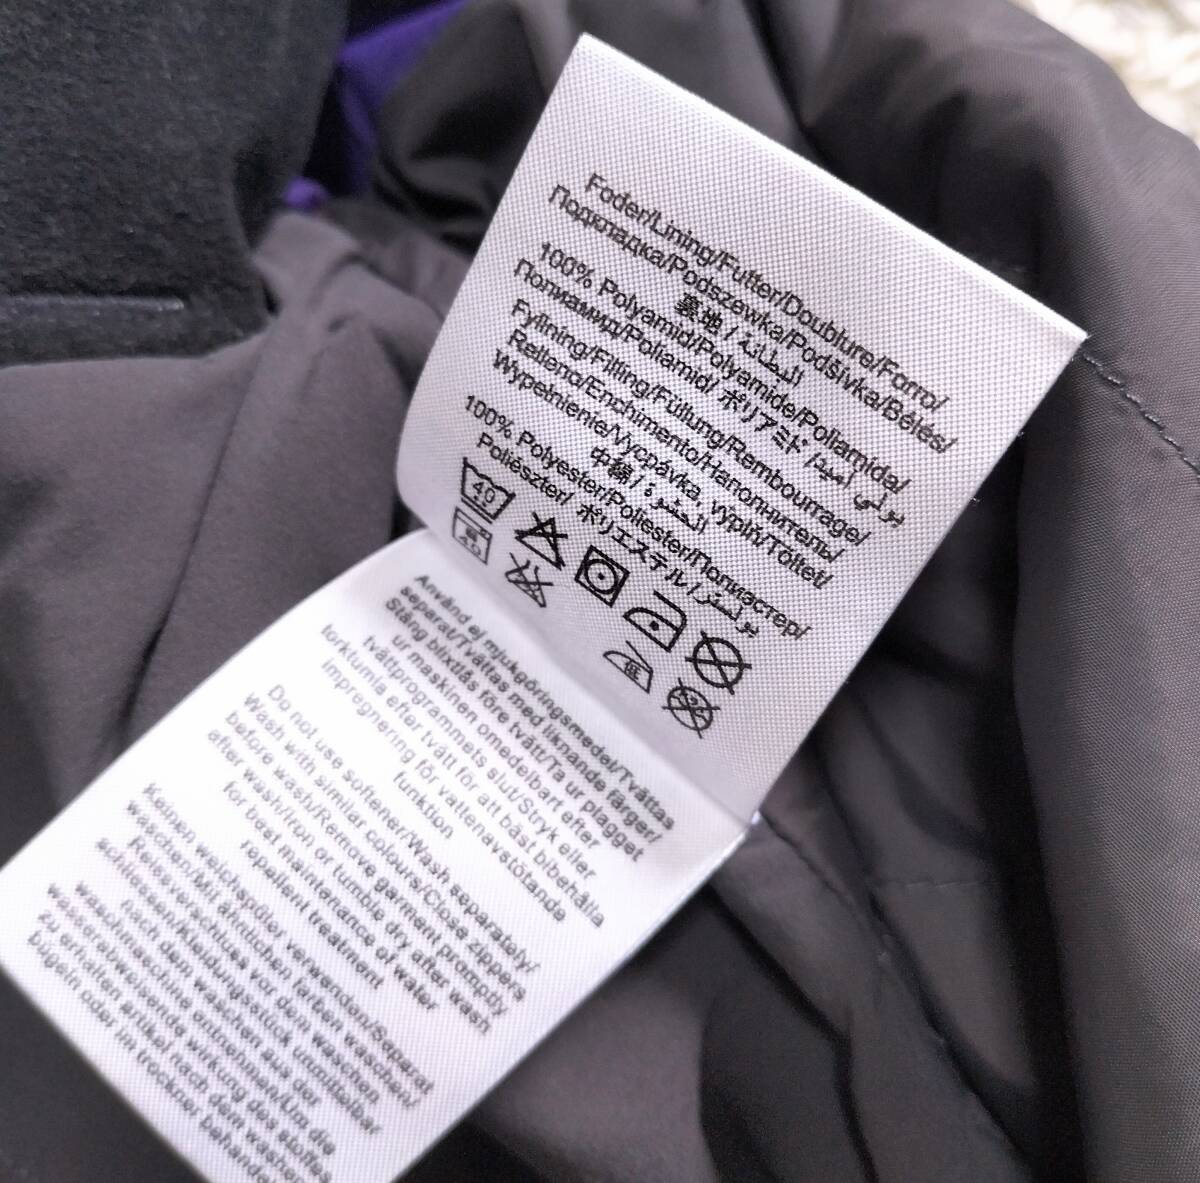 Foder/Lining/Futter/Doublure/Forro/
Подкладка/Podszewka/Podšívka/Bélés/
裏地 / البطانة
100% Polyamid/Polyamide/Poliamida/
Полиамид/Poliamid/ ポリアミド /بولي أميد
Fyllning/Filling/Füllung/Rembourrage/
Relleno/Enchimento/Наполнитель/
Wypełnienie/Vycpávka, výplň/Töltet/
中綿 / الحشوة
100% Polyester/Poliester/Полиэстер/
Poliészter/ ポリエステル /بوليستر
40
Använd ej mjukgöringsmedel/Tvättas
separat/Tvättas med liknande färger/
Stäng blixtlås före tvätt/Ta ur plagget
ur maskinen omedelbart efter
tvättprogrammets slut/Stryk eller
torktumla efter tvätt för att bäst bibehålla
impregnering för vattenavstötande
funktion
Do not use softener/Wash separately/
Wash with similar colours/Close zippers
before wash/Remove garment promptly
after wash/Iron or tumble dry after wash
for best maintenance of water
repellent treatment
Keinen weichspüler verwenden/Separat
waschen/Mit ähnlichen farben waschen/
Reissverschluss vor dem waschen
schliessen/Kleidungsstück unmittelbar
nach dem waschen aus der
waschmaschine entnehmen/Um die
wasserabweisende wirkung des stoffes
zu erhalten artikel nach dem waschen
bügeln oder im trockner behande